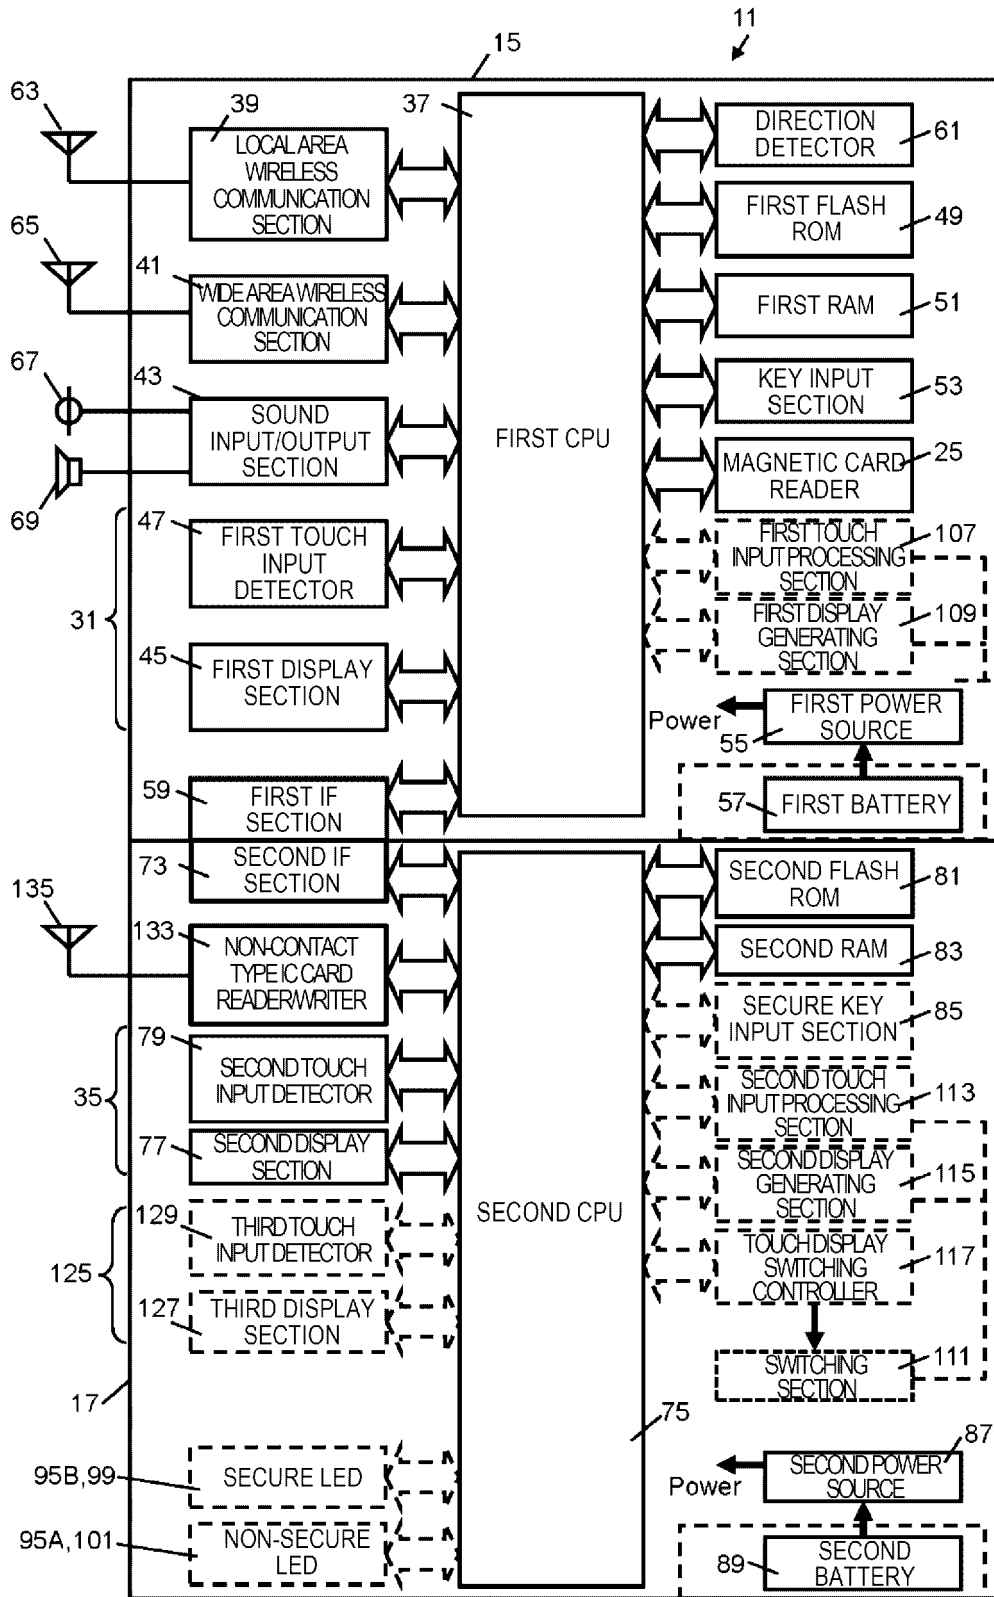 11
15
63
39
LOCAL AREA
WIRELESS
COMMUNICATION
SECTION
37
FIRST CPU
DIRECTION
DETECTOR
61
FIRST FLASH
ROM
49
65
41
WIDE AREA WIRELESS
COMMUNICATION
SECTION
FIRST RAM
51
67
43
SOUND
INPUT/OUTPUT
SECTION
69
KEY INPUT
SECTION
53
MAGNETIC CARD
READER
25
47
FIRST TOUCH
INPUT
DETECTOR
31
FIRST TOUCH
INPUT PROCESSING
SECTION
107
FIRST DISPLAY
GENERATING
SECTION
109
45
FIRST DISPLAY
SECTION
Power
FIRST POWER
SOURCE
55
59
FIRST IF
SECTION
57
FIRST BATTERY
73
SECOND IF
SECTION
SECOND FLASH
ROM
81
135
133
NON-CONTACT
TYPE IC CARD
READER/WRITER
SECOND RAM
83
SECURE KEY
INPUT SECTION
85
79
SECOND TOUCH
INPUT DETECTOR
35
SECOND TOUCH
INPUT PROCESSING
SECTION
113
77
SECOND DISPLAY
SECTION
SECOND DISPLAY
GENERATING
SECTION
115
SECOND CPU
129
THIRD TOUCH
INPUT DETECTOR
125
TOUCH DISPLAY
SWITCHING
CONTROLLER
117
127
THIRD DISPLAY
SECTION
SWITCHING
SECTION
111
17
75
95B,99
SECURE LED
Power
SECOND POWER
SOURCE
87
95A,101
NON-SECURE
LED
89
SECOND
BATTERY